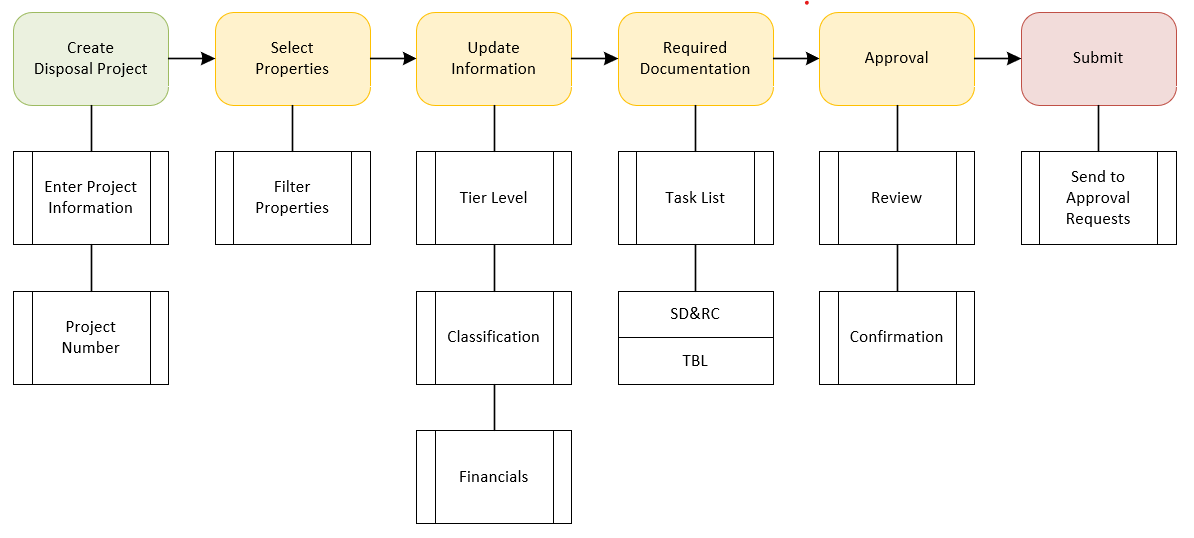 Create
Disposal Project
Select
Properties
Update
Information
Required
Documentation
Approval
Submit
Enter Project
Information
Filter
Properties
Tier Level
Task List
Review
Send to
Approval
Requests
Project
Number
Classification
SD&RC
TBL
Confirmation
Financials